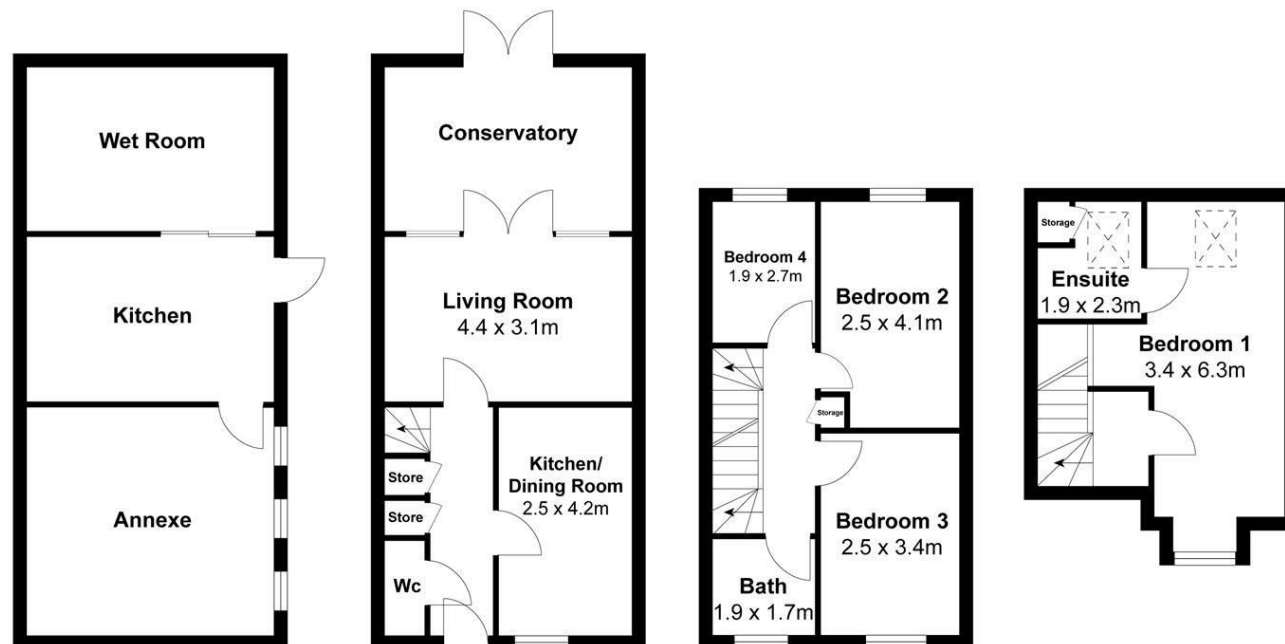 Wet Room
Kitchen
Annexe
Conservatory
Living Room
4.4 x 3.1m
Kitchen/
Dining Room
2.5 x 4.2m
Store
Store
Wc
Bedroom 4
1.9 x 2.7m
Bedroom 2
2.5 x 4.1m
Storage
Bedroom 3
2.5 x 3.4m
Bath
1.9 x 1.7m
Storage
Ensuite
1.9 x 2.3m
Bedroom 1
3.4 x 6.3m